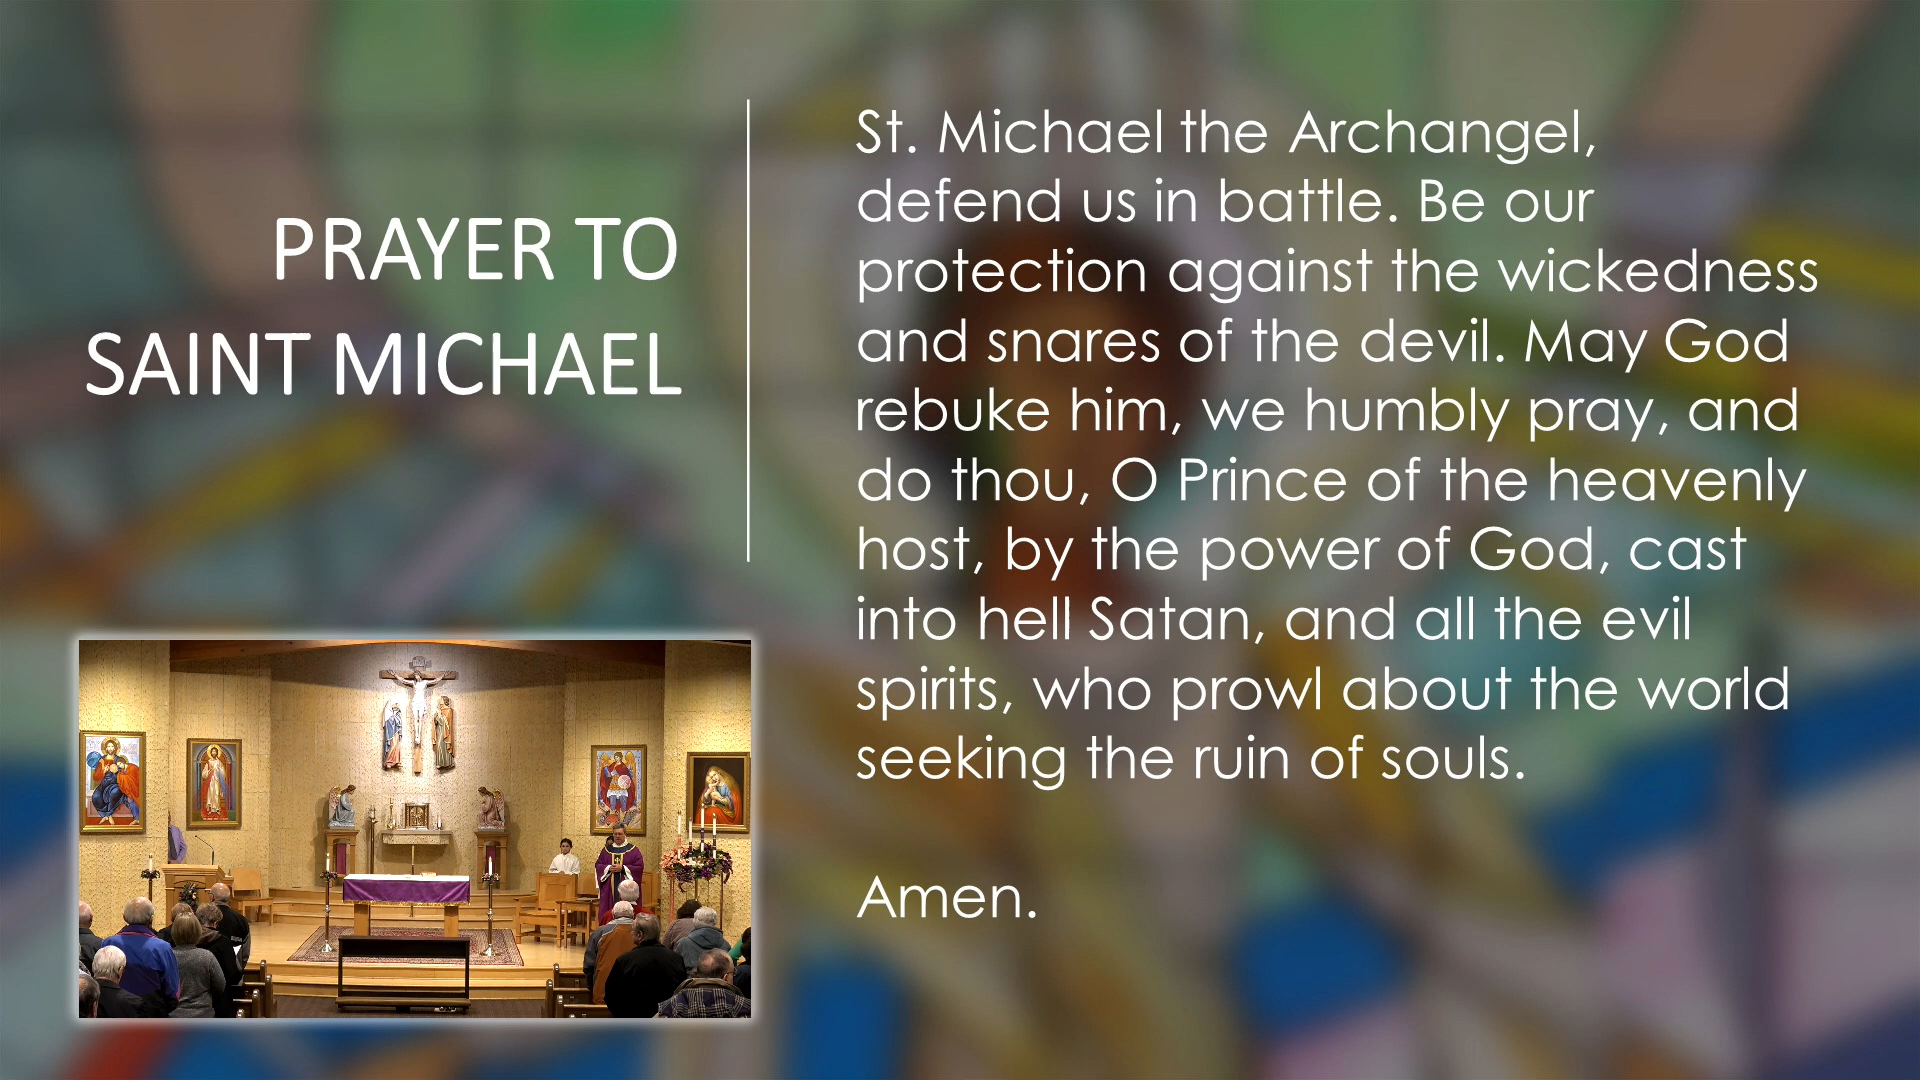 PRAYER TO
SAINT MICHAEL
St. Michael the Archangel,
defend us in battle. Be our
protection against the wickedness
and snares of the devil. May God
rebuke him, we humbly pray, and
do thou, O Prince of the heavenly
host, by the power of God, cast
into hell Satan, and all the evil
spirits, who prowl about the world
seeking the ruin of souls.
Amen.